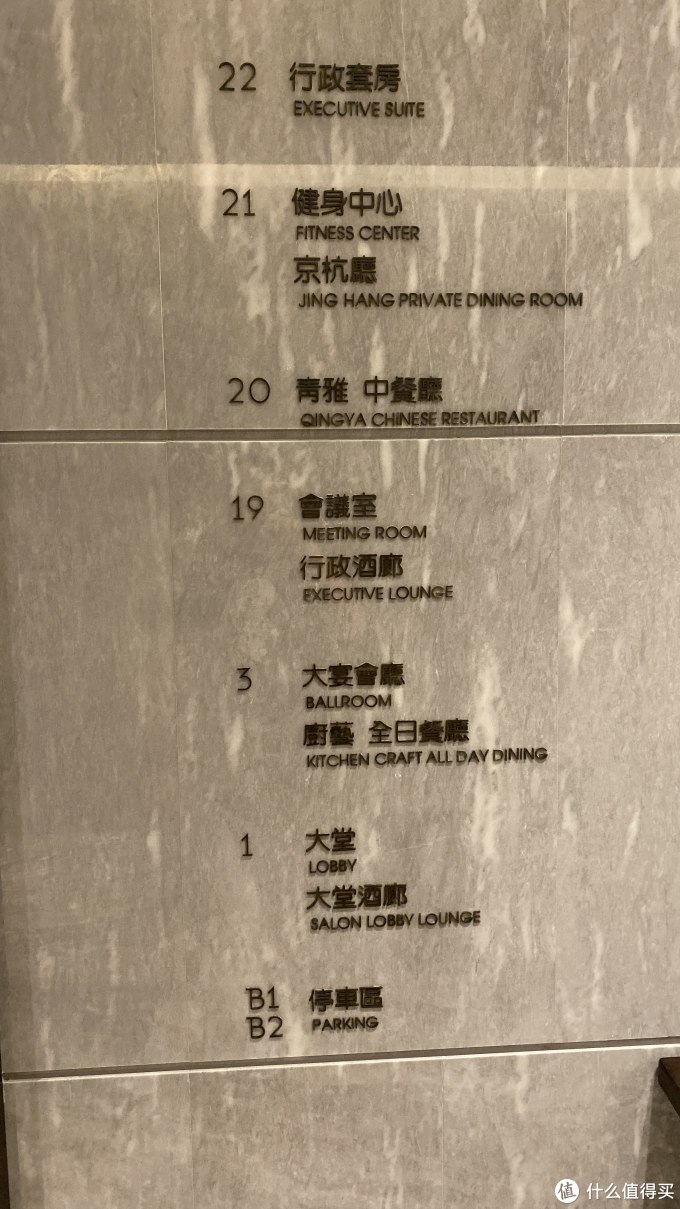 22 行政套房
EXECUTIVE SUITE
21 健身中心
FITNESS CENTER
京杭廳
JING HANG PRIVATE DINING ROOM
20 青雅 中餐廳
QINGYA CHINESE RESTAURANT
19 會議室
MEETING ROOM
行政酒廊
EXECUTIVE LOUNGE
3 大宴會廳
BALLROOM
廚藝 全日餐廳
KITCHEN CRAFT ALL DAY DINING
1 大堂
LOBBY
大堂酒廊
SALON LOBBY LOUNGE
B1 停車區
B2 PARKING
值 什么值得买